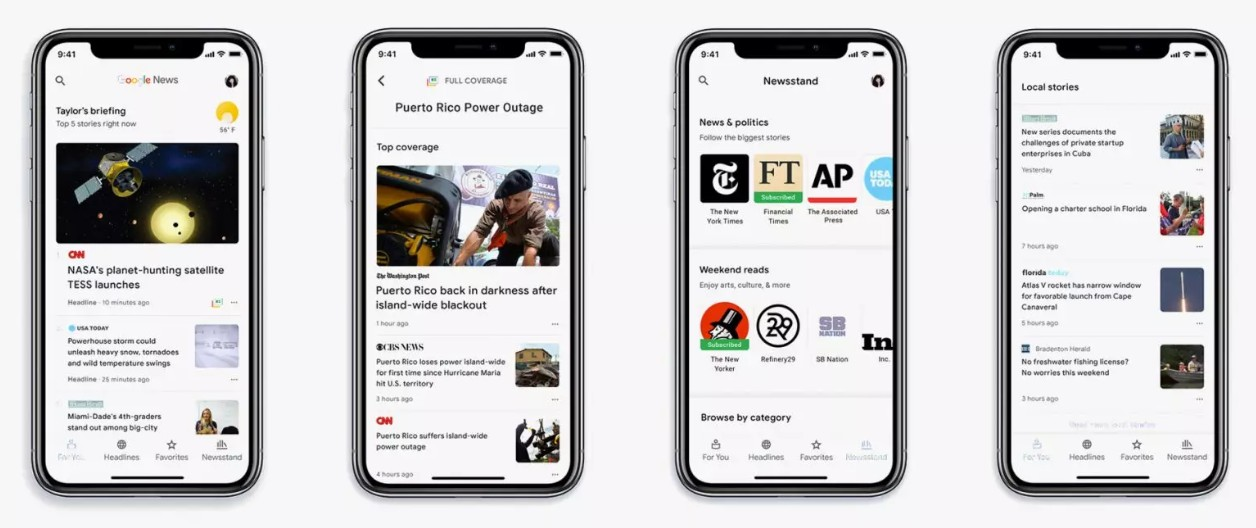 9:41
Google News
Taylor's briefing
Top 5 stories right now
56° F
CNN
NASA's planet-hunting satellite
TESS launches
Headline · 10 minutes ago
USA TODAY
Powerhouse storm could
unleash heavy snow, tornadoes
and wild temperature swings
Headline · 25 minutes ago
Miami-Dade's 4th-graders
stand out among big-city
For You
Headlines
Favorites
Newsstand
9:41
FULL COVERAGE
Puerto Rico Power Outage
Top coverage
The Washington Post
Puerto Rico back in darkness after
island-wide blackout
1 hour ago
CBS NEWS
Puerto Rico loses power island-wide
for first time since Hurricane Maria
hit U.S. territory
3 hours ago
CNN
Puerto Rico suffers island-wide
power outage
4 hours ago
9:41
Newsstand
News & politics
Follow the biggest stories
T
FT
AP
USA
TOD
Subscribed
The New
York Times
Financial
Times
The Associated
Press
USA
Weekend reads
Enjoy arts, culture, & more
R29
SB
NATION
In
Subscribed
The New
Yorker
Refinery29
SB Nation
Inc.
Browse by category
For You
Headlines
Favorites
Newsstand
9:41
Local stories
New series documents the
challenges of private startup
enterprises in Cuba
Yesterday
Palm
Opening a charter school in Florida
7 hours ago
florida today
Atlas V rocket has narrow window
for favorable launch from Cape
Canaveral
5 hours ago
Bradenton Herald
No freshwater fishing license?
No worries this weekend
3 hours ago
For You
Headlines
Favorites
Newsstand